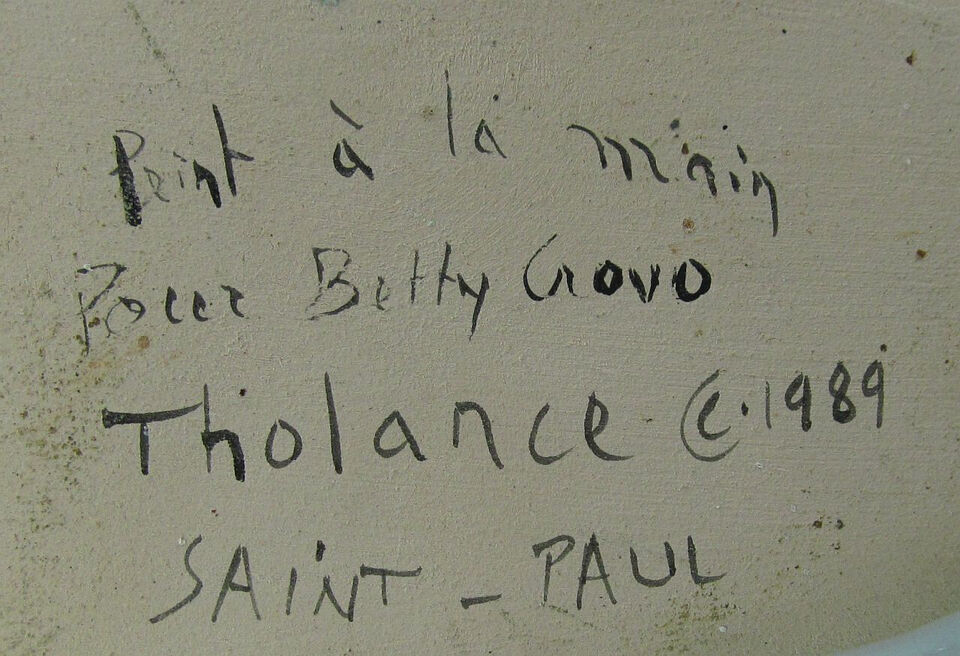 Peint à la main
Pour Betty Crovo
Tholance ©.1989
SAiNT - PAUL